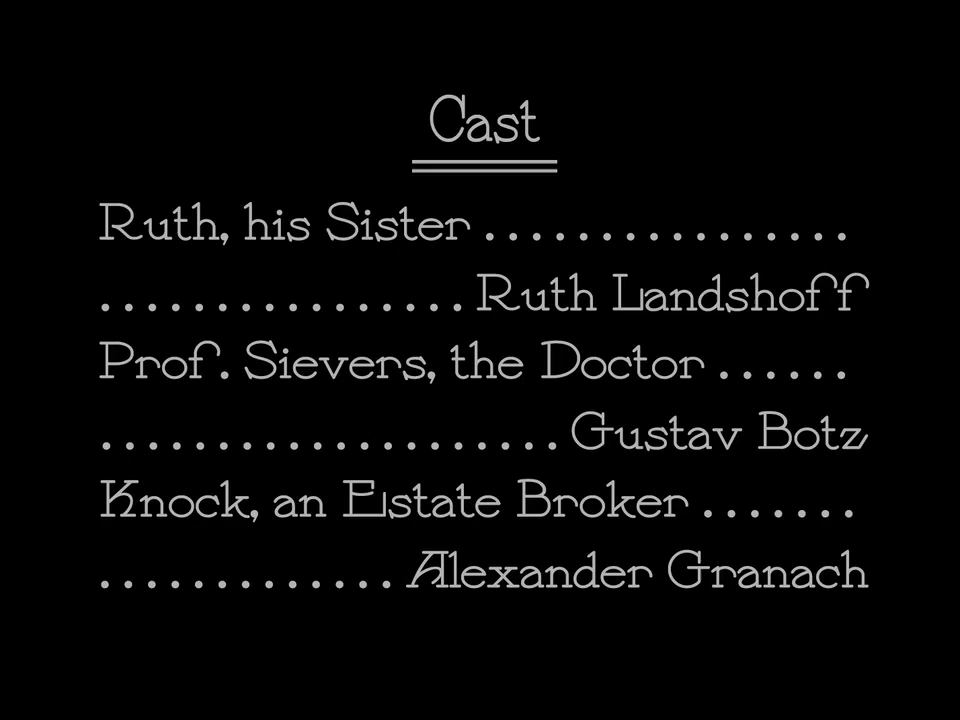 Cast
Ruth, his Sister . . . . . . . . . . . . . . . .
. . . . . . . . . . . . . . . . Ruth Landshoff
Prof. Sievers, the Doctor . . . . . .
. . . . . . . . . . . . . . . . . . . . Gustav Botz
Knock, an Estate Broker . . . . . . .
. . . . . . . . . . . . . Alexander Granach